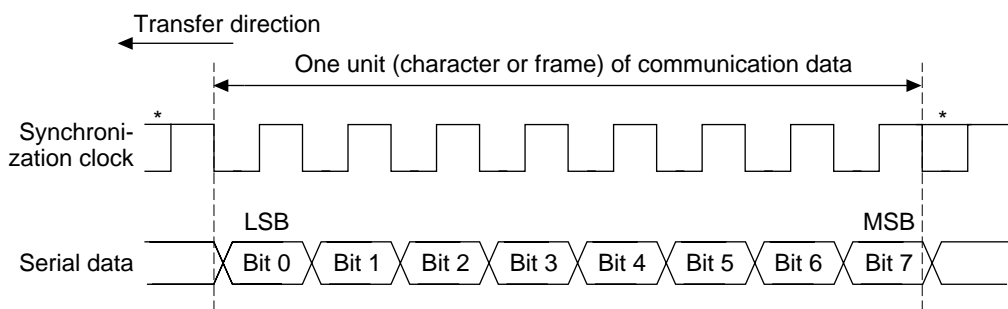 Transfer direction
One unit (character or frame) of communication data
* *
Synchroni-
zation clock
LSB MSB
Serial data Bit 0 Bit 1 Bit 2 Bit 3 Bit 4 Bit 5 Bit 6 Bit 7